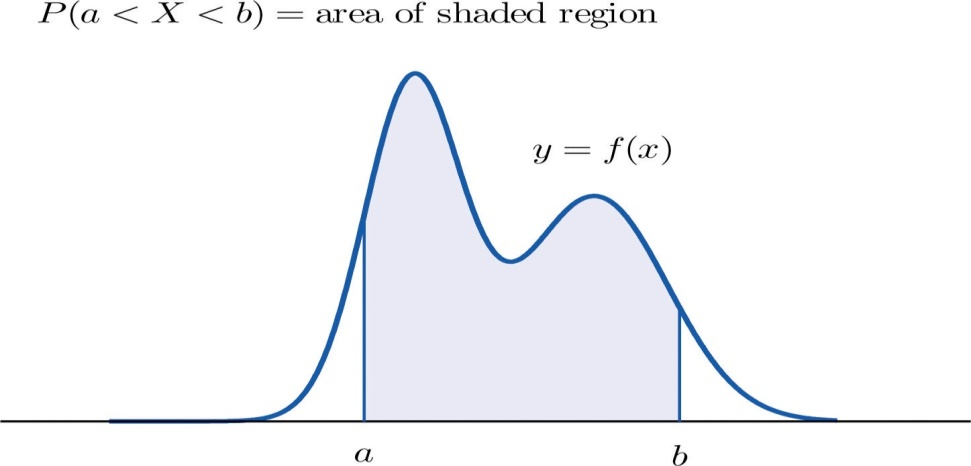 P(a < X < b) = area of shaded region
y = f(x)
a
b